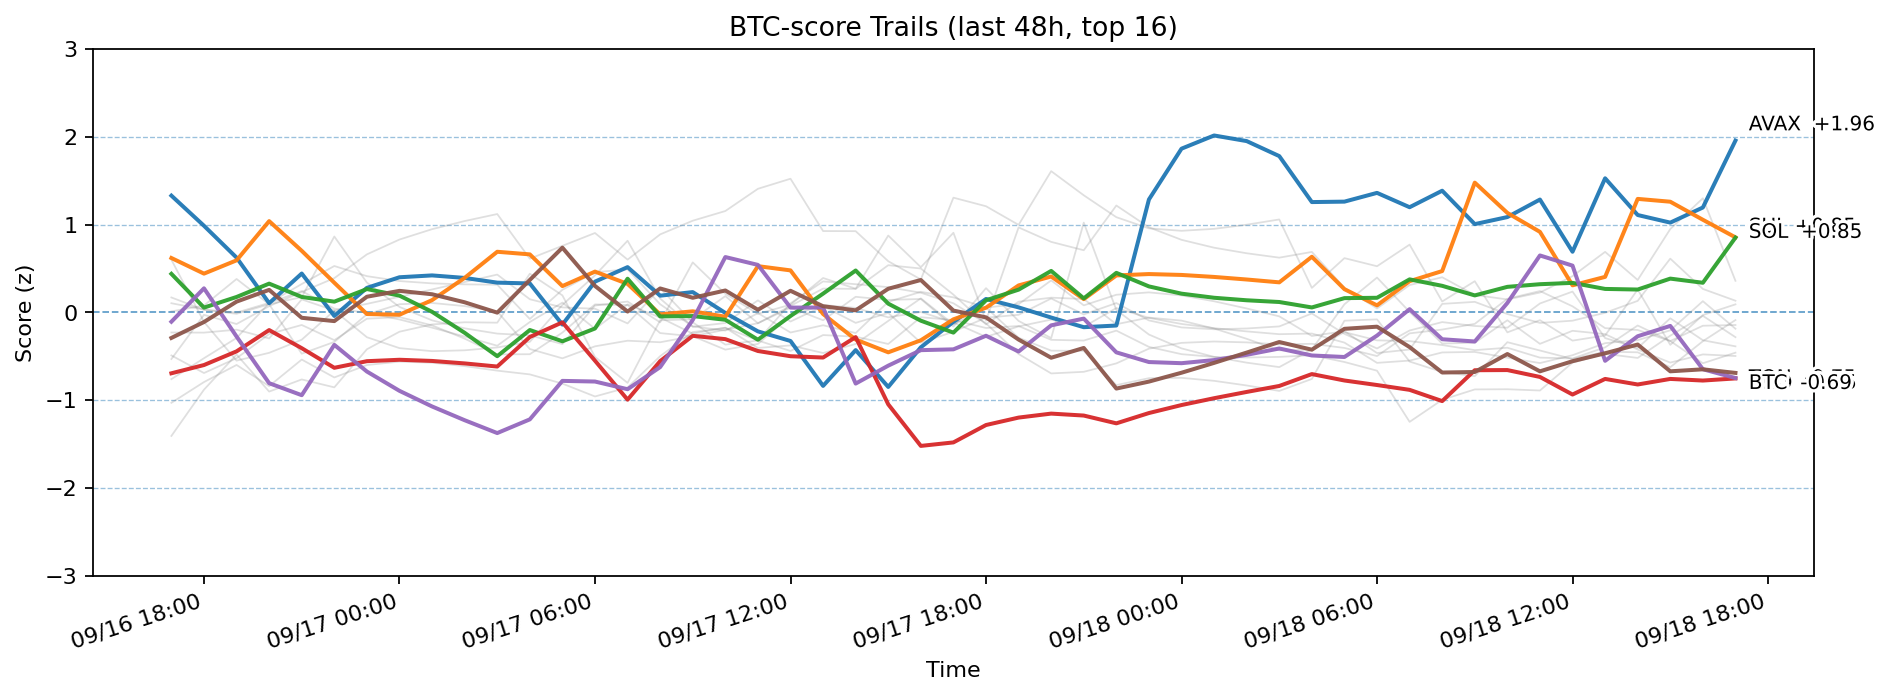 BTC-score Trails (last 48h, top 16)
Score (z)
3
2
1
0
−1
−2
−3
AVAX +1.96
SOL +0.85
BTC -0.69
09/16 18:00
09/17 00:00
09/17 06:00
09/17 12:00
09/17 18:00
09/18 00:00
09/18 06:00
09/18 12:00
09/18 18:00
Time